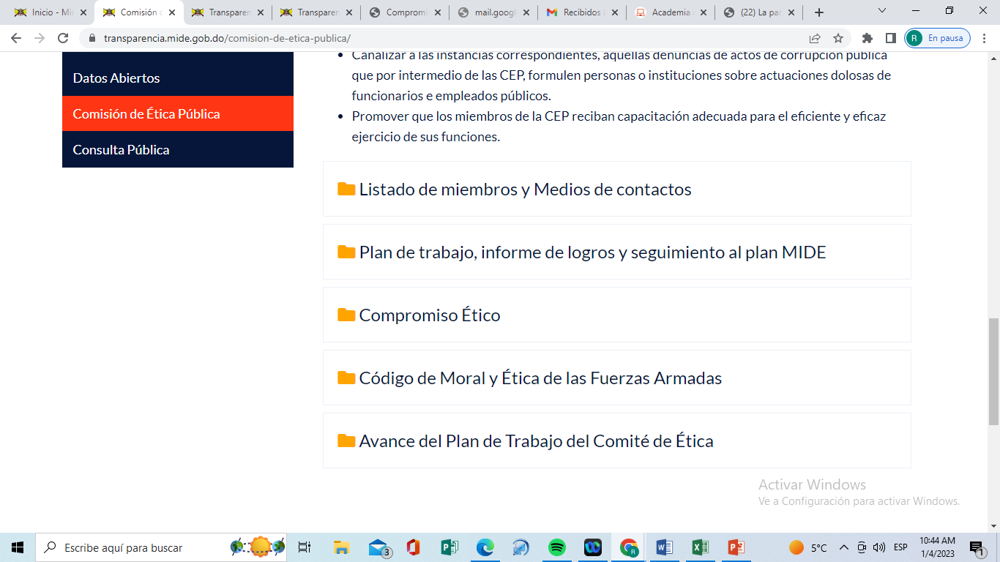 Inicio - Mi
Comisión
Transparen
Transparen
Compromi
mail.googl
Recibidos
Academia
(22) La pa
transparencia.mide.gob.do/comision-de-etica-publica/
R
En pausa
Datos Abiertos
Comisión de Ética Pública
Consulta Pública
Canalizar a las instancias correspondientes, aquellas denuncias de actos de corrupción pública
que por intermedio de las CEP, formulen personas o instituciones sobre actuaciones dolosas de
funcionarios e empleados públicos.
Promover que los miembros de la CEP reciban capacitación adecuada para el eficiente y eficaz
ejercicio de sus funciones.
Listado de miembros y Medios de contactos
Plan de trabajo, informe de logros y seguimiento al plan MIDE
Compromiso Ético
Código de Moral y Ética de las Fuerzas Armadas
Avance del Plan de Trabajo del Comité de Ética
Activar Windows
Ve a Configuración para activar Windows.
Escribe aquí para buscar
3
5°C
ESP
10:44 AM
1/4/2023
1